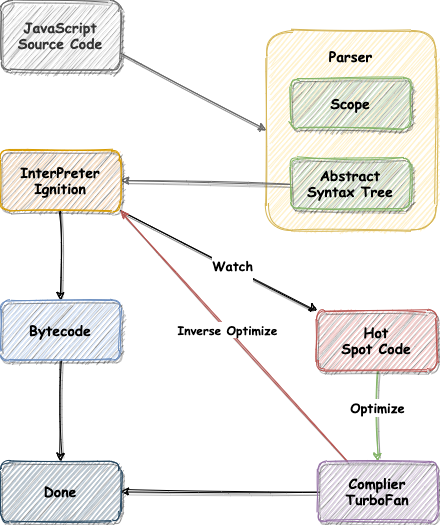 JavaScript
Source Code
Parser
Scope
Abstract
Syntax Tree
InterPreter
Ignition
Watch
Inverse Optimize
Bytecode
Hot
Spot Code
Optimize
Done
Complier
TurboFan